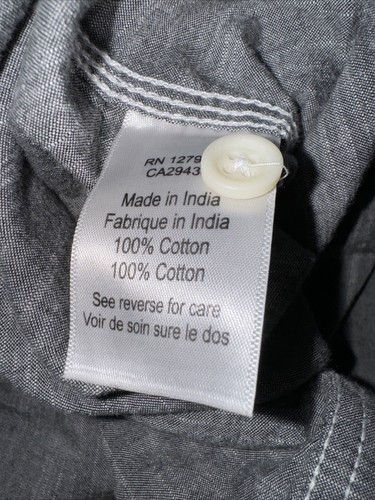 RN 1279
CA2943
Made in India
Fabrique in India
100% Cotton
100% Cotton
See reverse for care
Voir de soin sure le dos